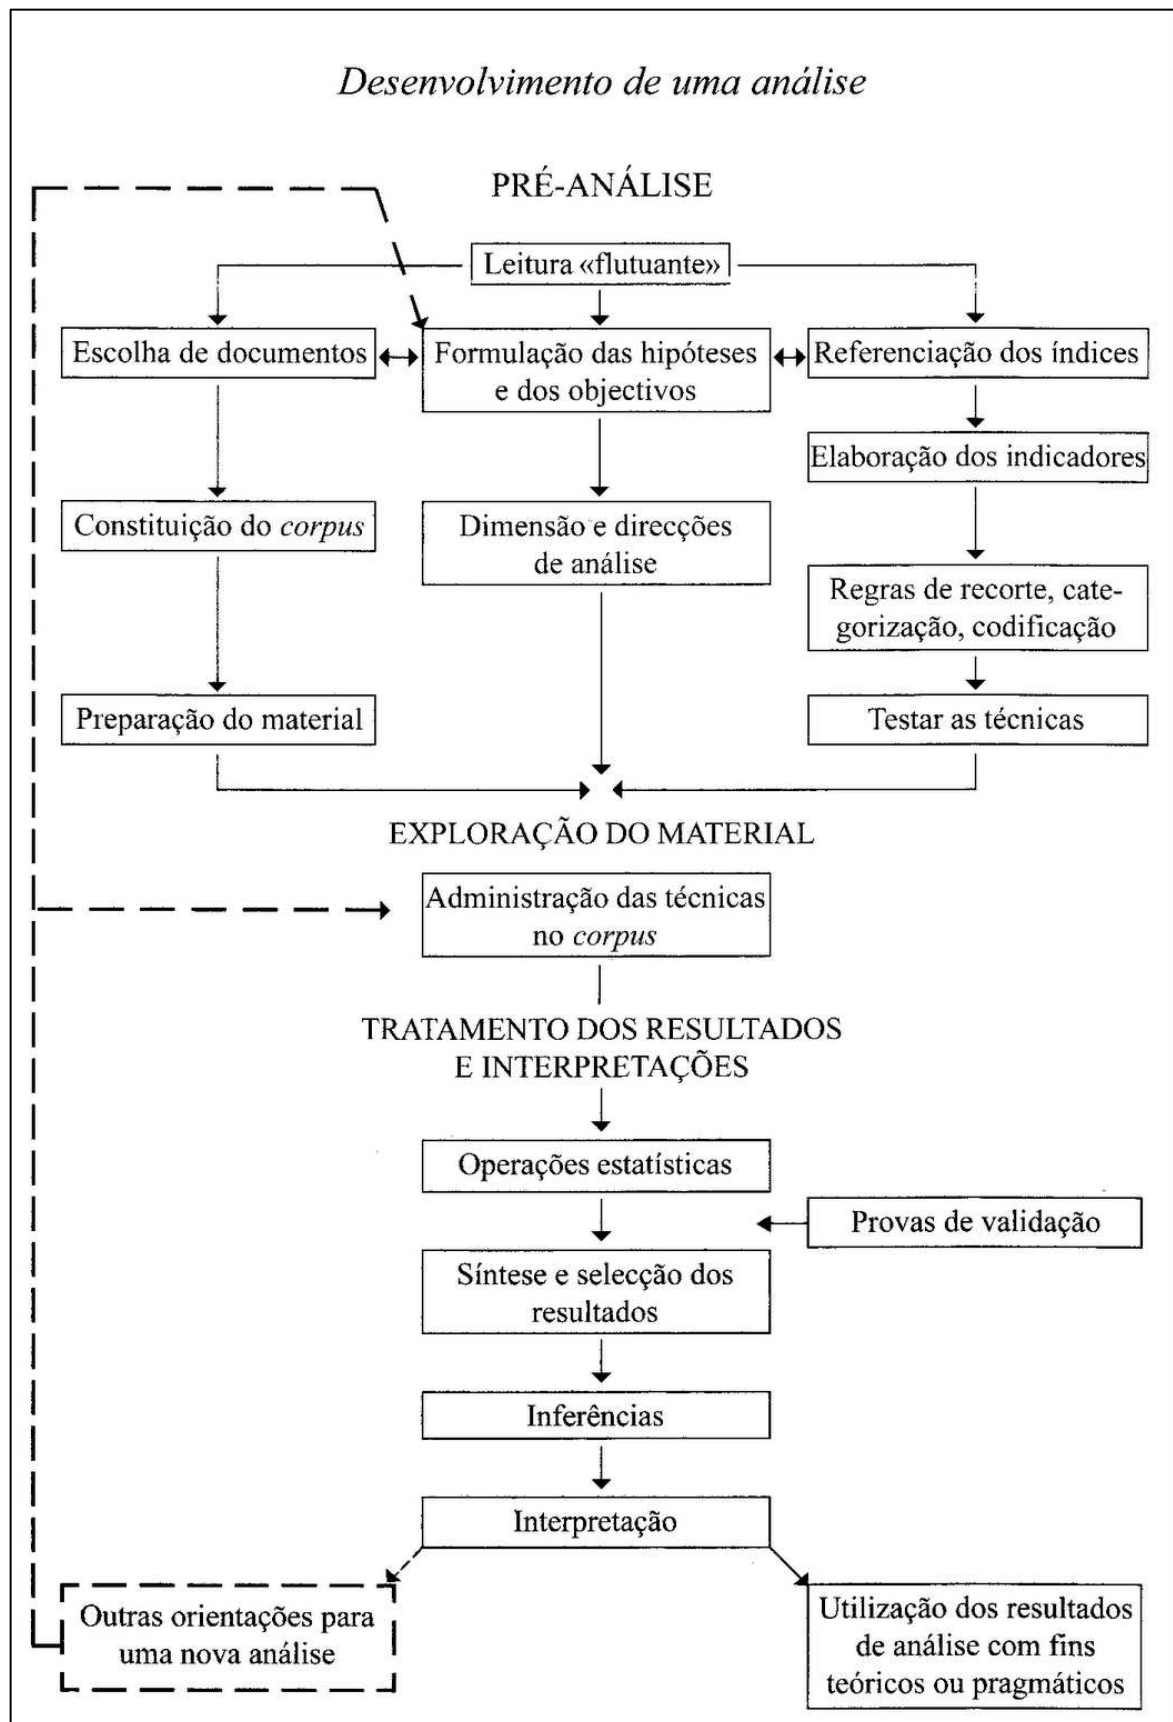 Desenvolvimento de uma análise
PRÉ-ANÁLISE
Leitura «flutuante»
Escolha de documentos
Formulação das hipóteses
e dos objectivos
Referenciação dos índices
Elaboração dos indicadores
Constituição do corpus
Dimensão e direcções
de análise
Regras de recorte, cate-
gorização, codificação
Preparação do material
Testar as técnicas
EXPLORAÇÃO DO MATERIAL
Administração das técnicas
no corpus
TRATAMENTO DOS RESULTADOS
E INTERPRETAÇÕES
Operações estatísticas
Provas de validação
Síntese e selecção dos
resultados
Inferências
Interpretação
Outras orientações para
uma nova análise
Utilização dos resultados
de análise com fins
teóricos ou pragmáticos